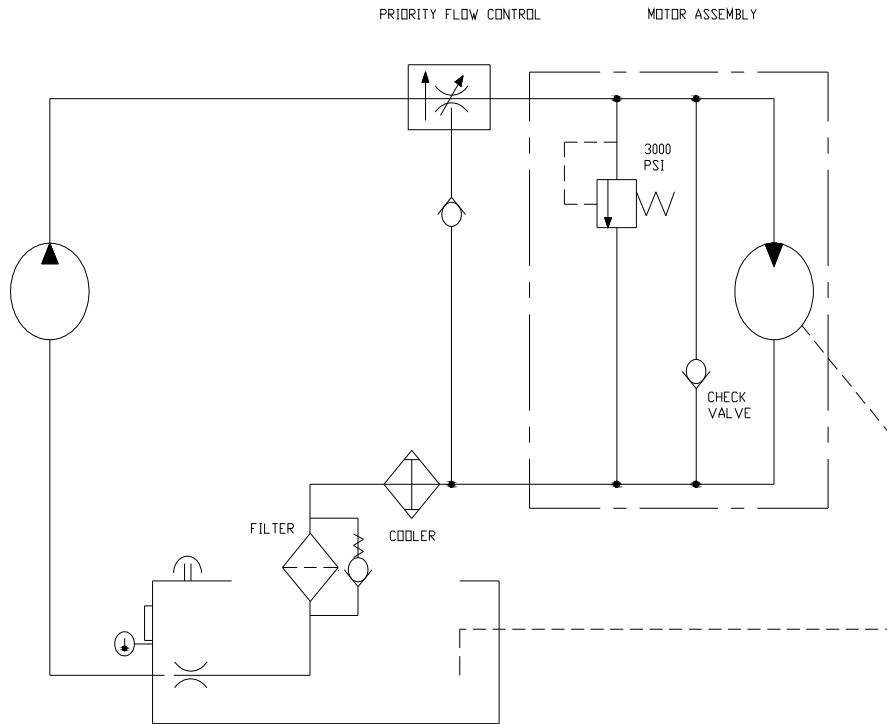 PRIORITY FLOW CONTROL
MOTOR ASSEMBLY
3000
PSI
CHECK
VALVE
FILTER
COOLER